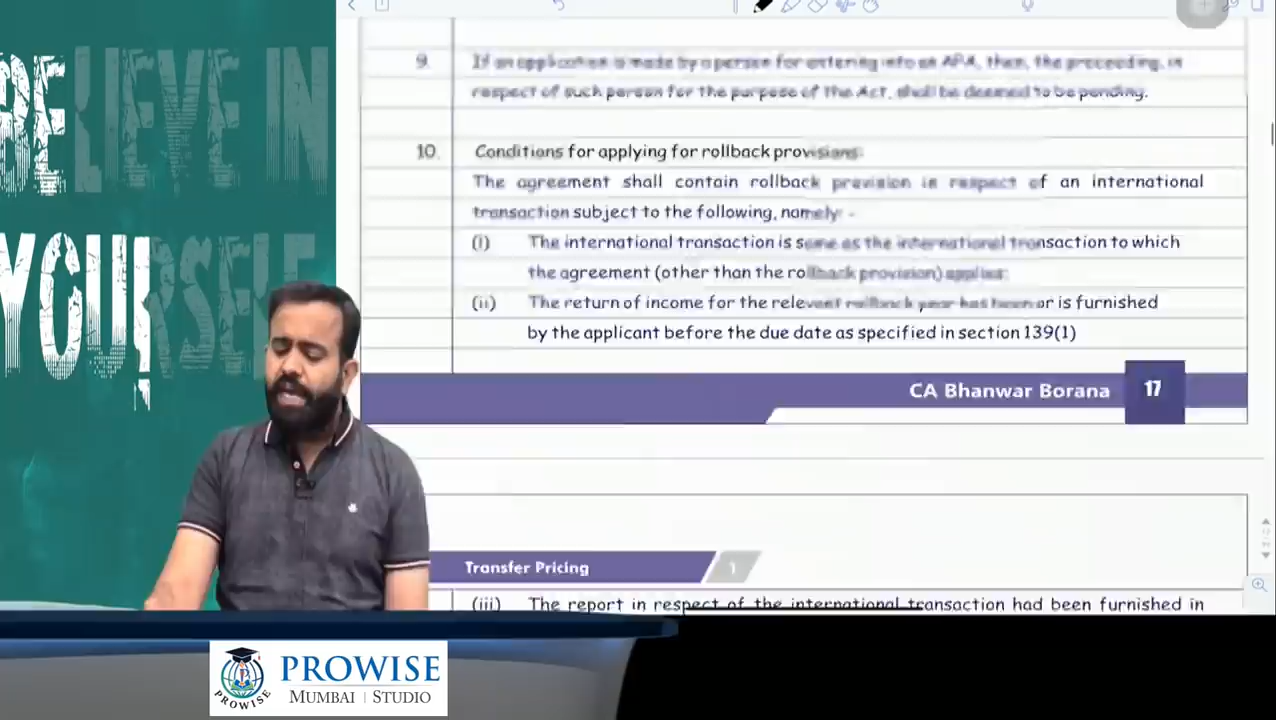 BELIEVE IN
YOURSELF
YOU!
9. If an application is made by a person for entering into an APA, then, the proceeding, in
respect of such person for the purpose of the Act, shall be deemed to be pending.
10. Conditions for applying for rollback provisions:
The agreement shall contain rollback provision in respect of an international
transaction subject to the following, namely: -
(i) The international transaction is same as the international transaction to which
the agreement (other than the rollback provision) applies;
(ii) The return of income for the relevant rollback year has been or is furnished
by the applicant before the due date as specified in section 139(1)
CA Bhanwar Borana 17
Transfer Pricing 1
(iii) The report in respect of the international transaction had been furnished in
PROWISE
PROWISE
MUMBAI | STUDIO